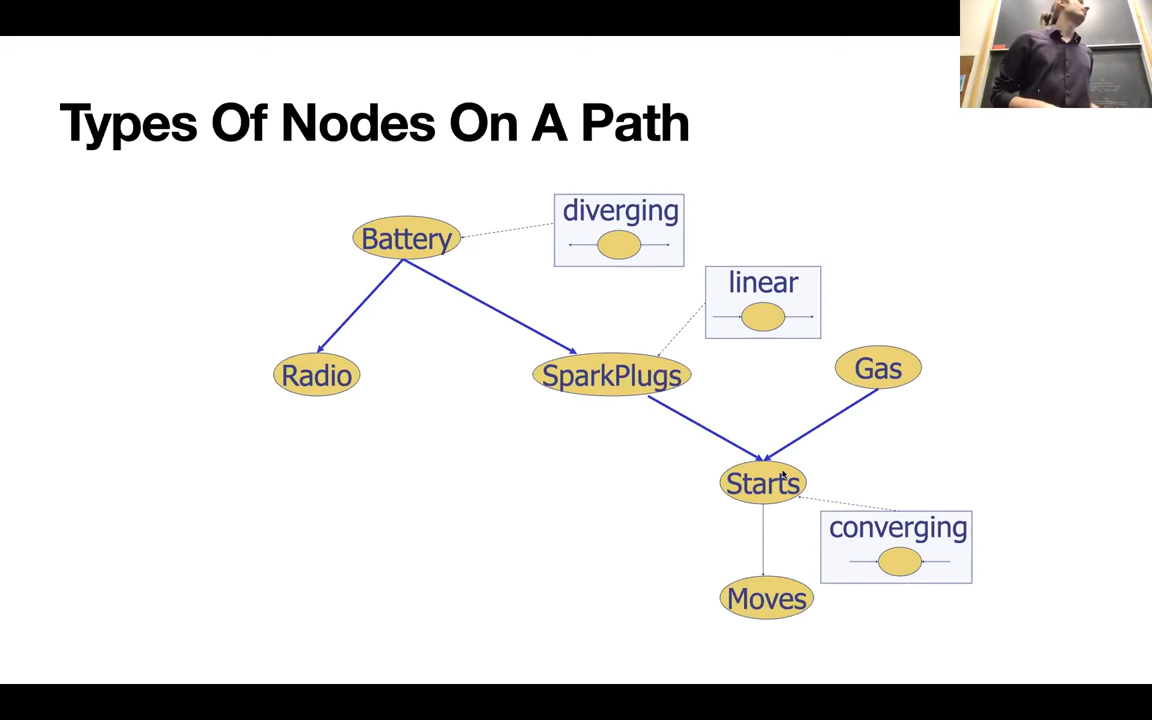 Types Of Nodes On A Path
diverging
Battery
linear
Radio
SparkPlugs
Gas
Starts
converging
Moves